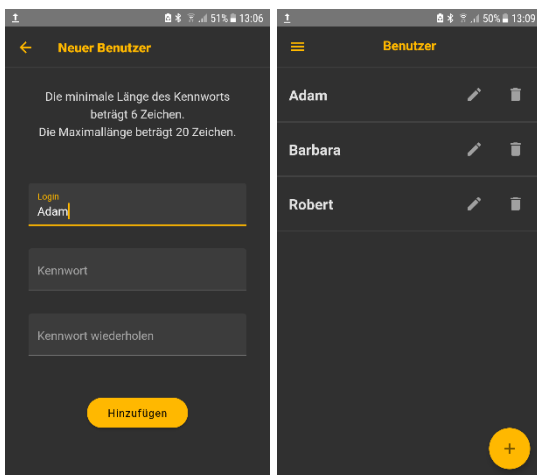 51% 13:06
Neuer Benutzer
Die minimale Länge des Kennworts
beträgt 6 Zeichen.
Die Maximallänge beträgt 20 Zeichen.
Login
Adam
Kennwort
Kennwort wiederholen
Hinzufügen
50% 13:09
Benutzer
Adam
Barbara
Robert
+